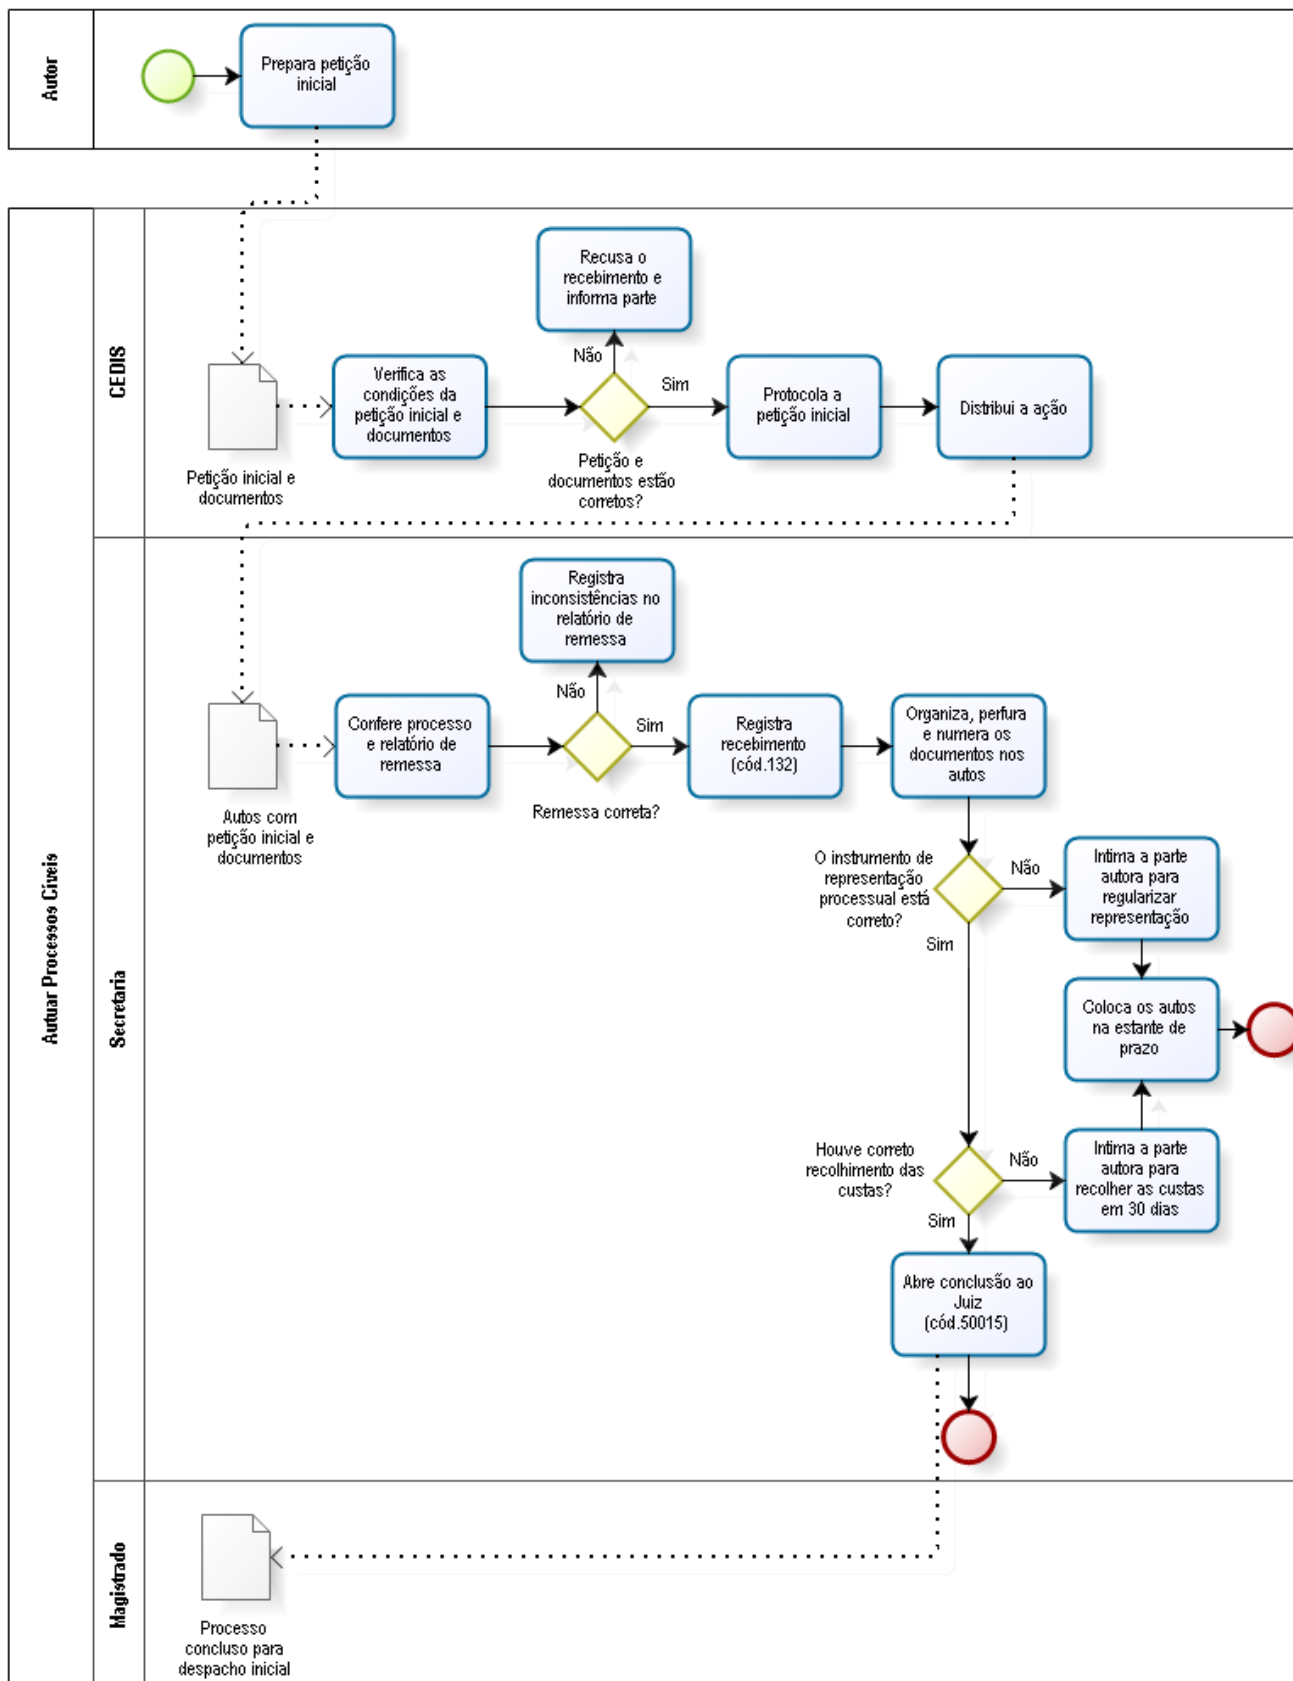 Autor
Prepara petição
inicial
Autuar Processos Cíveis
CEDIS
Recusa o
recebimento e
informa parte
Não
Verifica as
condições da
petição inicial e
documentos
Sim
Protocola a
petição inicial
Distribui a ação
Petição inicial e
documentos
Petição e
documentos estão
corretos?
Secretaria
Registra
inconsistências no
relatório de
remessa
Não
Confere processo
e relatório de
remessa
Sim
Registra
recebimento
(cód.132)
Organiza, perfura
e numera os
documentos nos
autos
Remessa correta?
Autos com
petição inicial e
documentos
O instrumento de
representação
processual está
correto?
Não
Intima a parte
autora para
regularizar
representação
Sim
Coloca os autos
na estante de
prazo
Houve correto
recolhimento das
custas?
Não
Intima a parte
autora para
recolher as custas
em 30 dias
Sim
Abre conclusão ao
Juiz
(cód.50015)
Magistrado
Processo
concluso para
despacho inicial